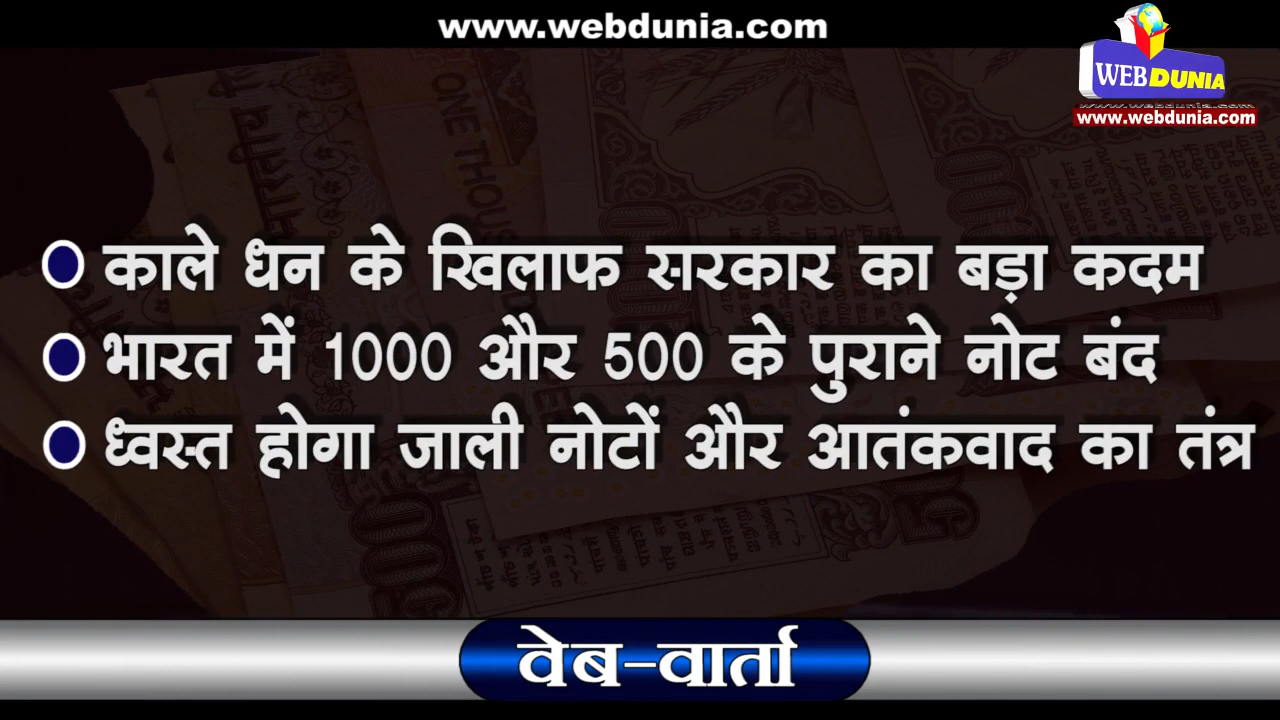 www.webdunia.com
WEBDUNIA
www.webdunia.com
काले धन के खिलाफ सरकार का बड़ा कदम
भारत में 1000 और 500 के पुराने नोट बंद
ध्वस्त होगा जाली नोटों और आतंकवाद का तंत्र
वेब-वार्ता